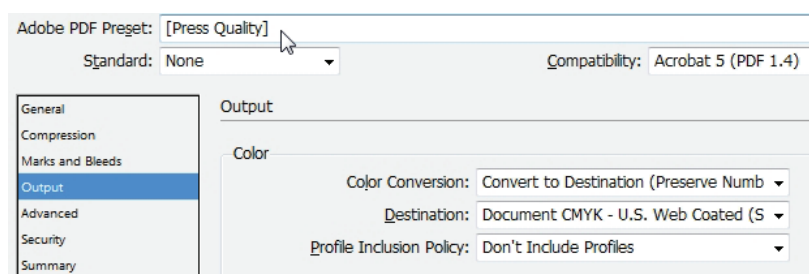 Adobe PDF Preset: [Press Quality]
Standard: None Compatibility: Acrobat 5 (PDF 1.4)
General
Compression
Marks and Bleeds
Output
Advanced
Security
Summary
Output
Color
Color Conversion: Convert to Destination (Preserve Numb
Destination: Document CMYK - U.S. Web Coated (S
Profile Inclusion Policy: Don't Include Profiles